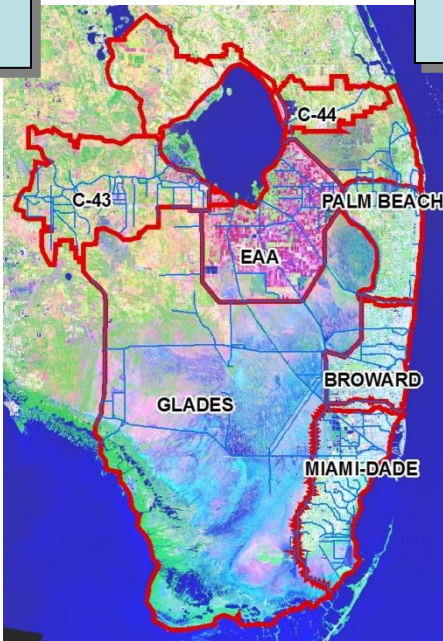 C-44
C-43
PALM BEACH
EAA
BROWARD
GLADES
MIAMI-DADE